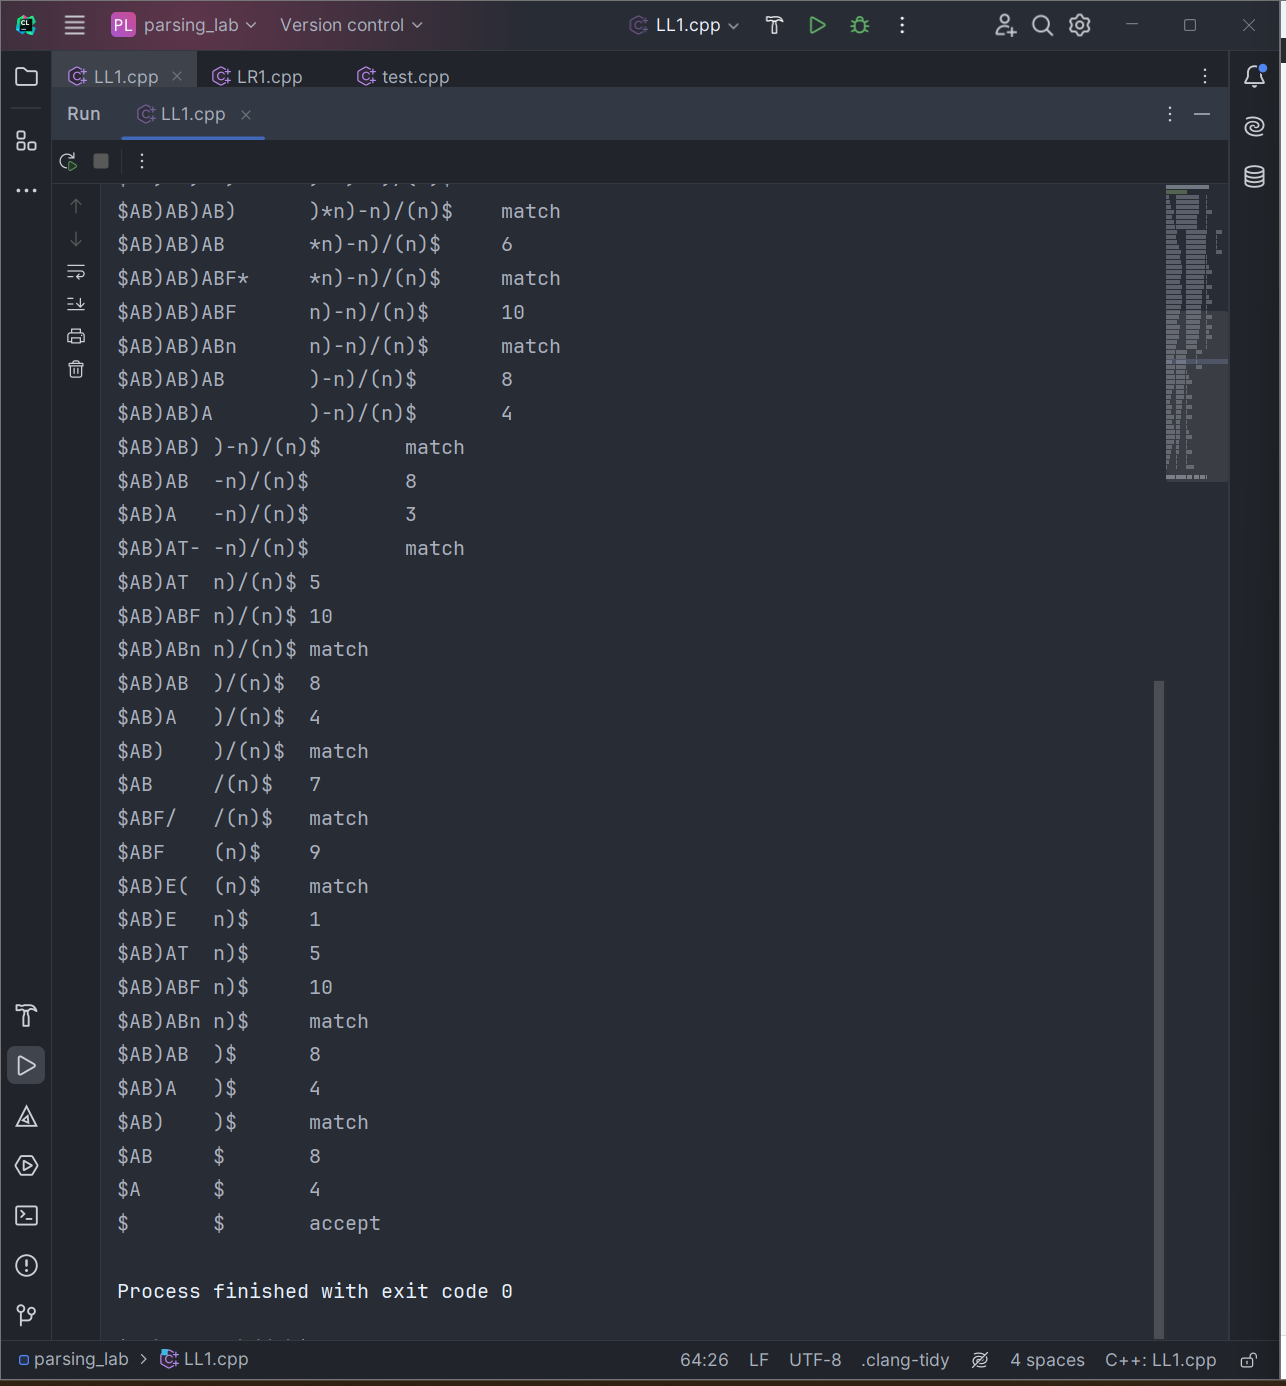 PL parsing_lab Version control LL1.cpp
LL1.cpp LR1.cpp test.cpp
Run LL1.cpp
$AB)AB)AB) )*n)-n)/(n)$ match
$AB)AB)AB *n)-n)/(n)$ 6
$AB)AB)ABF* *n)-n)/(n)$ match
$AB)AB)ABF n)-n)/(n)$ 10
$AB)AB)ABn n)-n)/(n)$ match
$AB)AB)AB )-n)/(n)$ 8
$AB)AB)A )-n)/(n)$ 4
$AB)AB) )-n)/(n)$ match
$AB)AB -n)/(n)$ 8
$AB)A -n)/(n)$ 3
$AB)AT- -n)/(n)$ match
$AB)AT n)/(n)$ 5
$AB)ABF n)/(n)$ 10
$AB)ABn n)/(n)$ match
$AB)AB )/(n)$ 8
$AB)A )/(n)$ 4
$AB) )/(n)$ match
$AB /(n)$ 7
$ABF/ /(n)$ match
$ABF (n)$ 9
$AB)E( (n)$ match
$AB)E n)$ 1
$AB)AT n)$ 5
$AB)ABF n)$ 10
$AB)ABn n)$ match
$AB)AB )$ 8
$AB)A )$ 4
$AB) )$ match
$AB $ 8
$A $ 4
$ $ accept
Process finished with exit code 0
parsing_lab > LL1.cpp 64:26 LF UTF-8 .clang-tidy 4 spaces C++: LL1.cpp